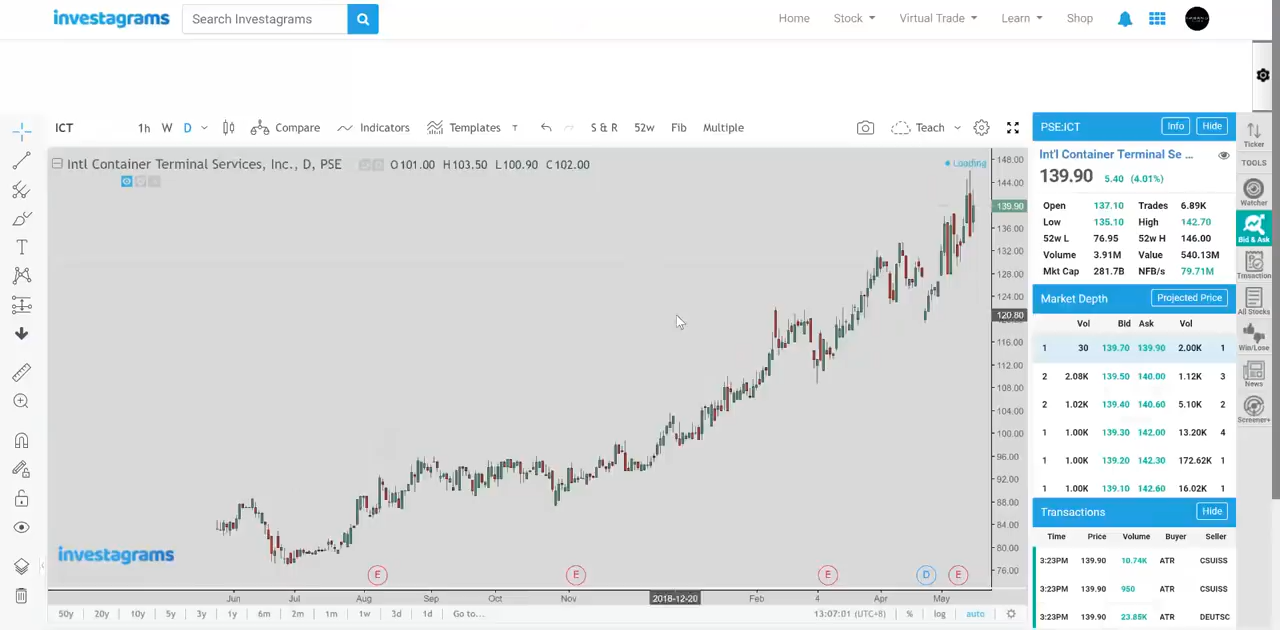 investagrams
Search Investagrams
Home Stock Virtual Trade Learn Shop
ICT 1h W D Compare Indicators Templates T S & R 52w Fib Multiple Teach
Intl Container Terminal Services, Inc., D, PSE O101.00 H103.50 L100.90 C102.00
Loading
148.00
144.00
139.90
136.00
132.00
128.00
124.00
120.80
116.00
112.00
108.00
104.00
100.00
96.00
92.00
88.00
84.00
80.00
76.00
investagrams
E E E D E
Jun Jul Aug Sep Oct Nov 2018-12-20 Feb 4 Apr May
50y 20y 10y 5y 3y 1y 6m 2m 1m 1w 3d 1d Go to... 13:07:01 (UTC+8) % log auto
PSE:ICT Info Hide
Int'l Container Terminal Se ...
139.90 5.40 (4.01%)
Open 137.10 Trades 6.89K
Low 135.10 High 142.70
52w L 76.95 52w H 146.00
Volume 3.91M Value 540.13M
Mkt Cap 281.7B NFB/s 79.71M
Market Depth Projected Price
Vol Bid Ask Vol
1 30 139.70 139.90 2.00K 1
2 2.08K 139.50 140.00 1.12K 3
2 1.02K 139.40 140.60 5.10K 2
1 1.00K 139.30 142.00 13.20K 4
1 1.00K 139.20 142.30 172.62K 1
1 1.00K 139.10 142.60 16.02K 1
Transactions Hide
Time Price Volume Buyer Seller
3:23PM 139.90 10.74K ATR CSUISS
3:23PM 139.90 950 ATR CSUISS
3:23PM 139.90 23.85K ATR DEUTSC
Ticker
TOOLS
Watcher
Bid & Ask
All Stocks
Win/Lose
News
Screener+